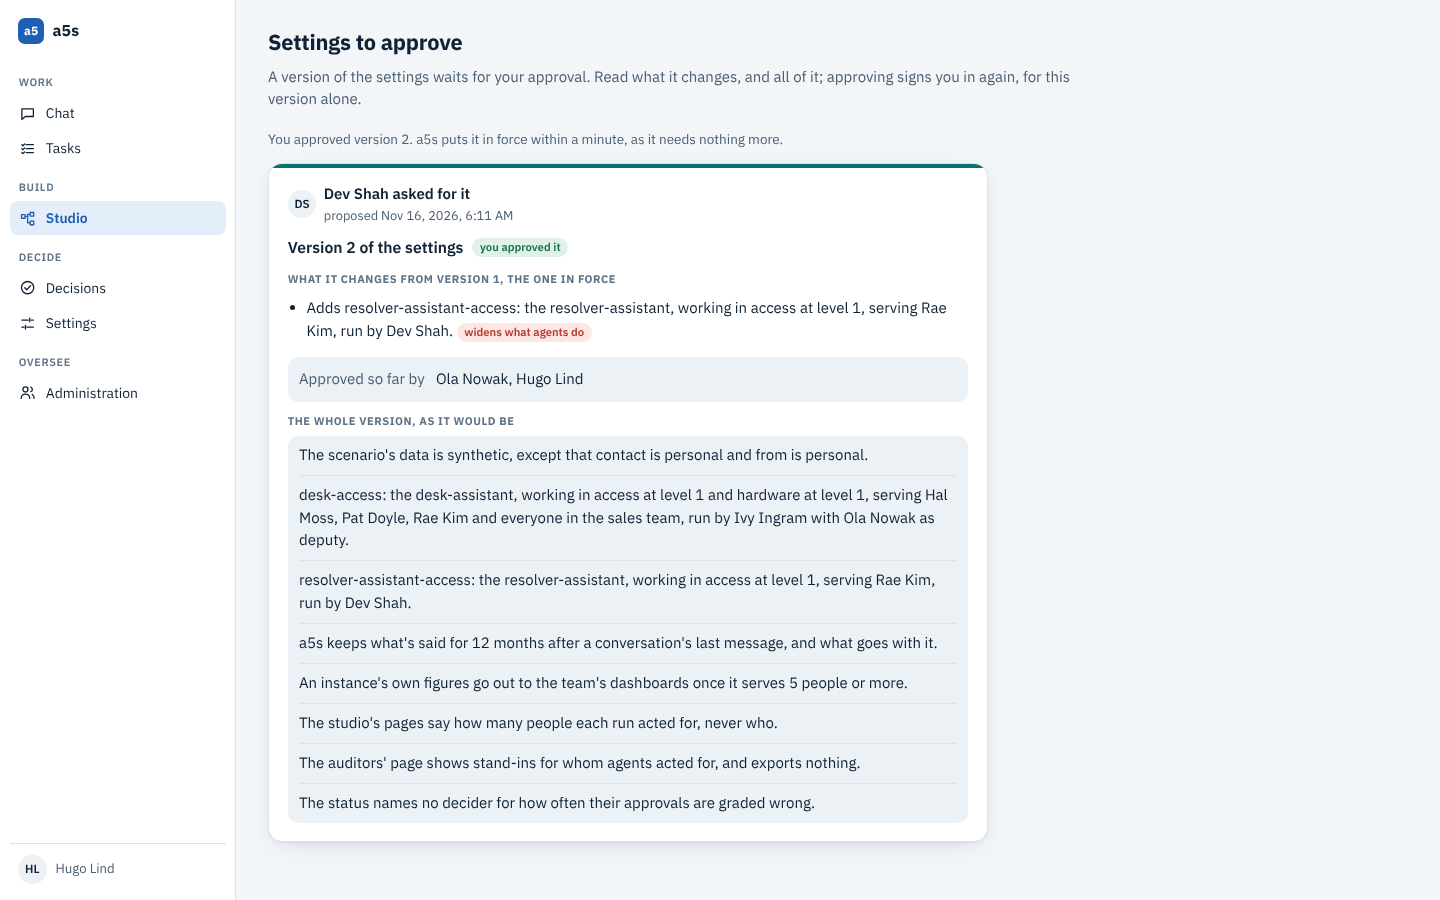 a5 a5s
WORK
Chat
Tasks
BUILD
Studio
DECIDE
Decisions
Settings
OVERSEE
Administration
HL Hugo Lind
Settings to approve
A version of the settings waits for your approval. Read what it changes, and all of it; approving signs you in again, for this
version alone.
You approved version 2. a5s puts it in force within a minute, as it needs nothing more.
DS Dev Shah asked for it
proposed Nov 16, 2026, 6:11 AM
Version 2 of the settings you approved it
WHAT IT CHANGES FROM VERSION 1, THE ONE IN FORCE
• Adds resolver-assistant-access: the resolver-assistant, working in access at level 1, serving Rae
Kim, run by Dev Shah. widens what agents do
Approved so far by Ola Nowak, Hugo Lind
THE WHOLE VERSION, AS IT WOULD BE
The scenario's data is synthetic, except that contact is personal and from is personal.
desk-access: the desk-assistant, working in access at level 1 and hardware at level 1, serving Hal
Moss, Pat Doyle, Rae Kim and everyone in the sales team, run by Ivy Ingram with Ola Nowak as
deputy.
resolver-assistant-access: the resolver-assistant, working in access at level 1, serving Rae Kim,
run by Dev Shah.
a5s keeps what's said for 12 months after a conversation's last message, and what goes with it.
An instance's own figures go out to the team's dashboards once it serves 5 people or more.
The studio's pages say how many people each run acted for, never who.
The auditors' page shows stand-ins for whom agents acted for, and exports nothing.
The status names no decider for how often their approvals are graded wrong.